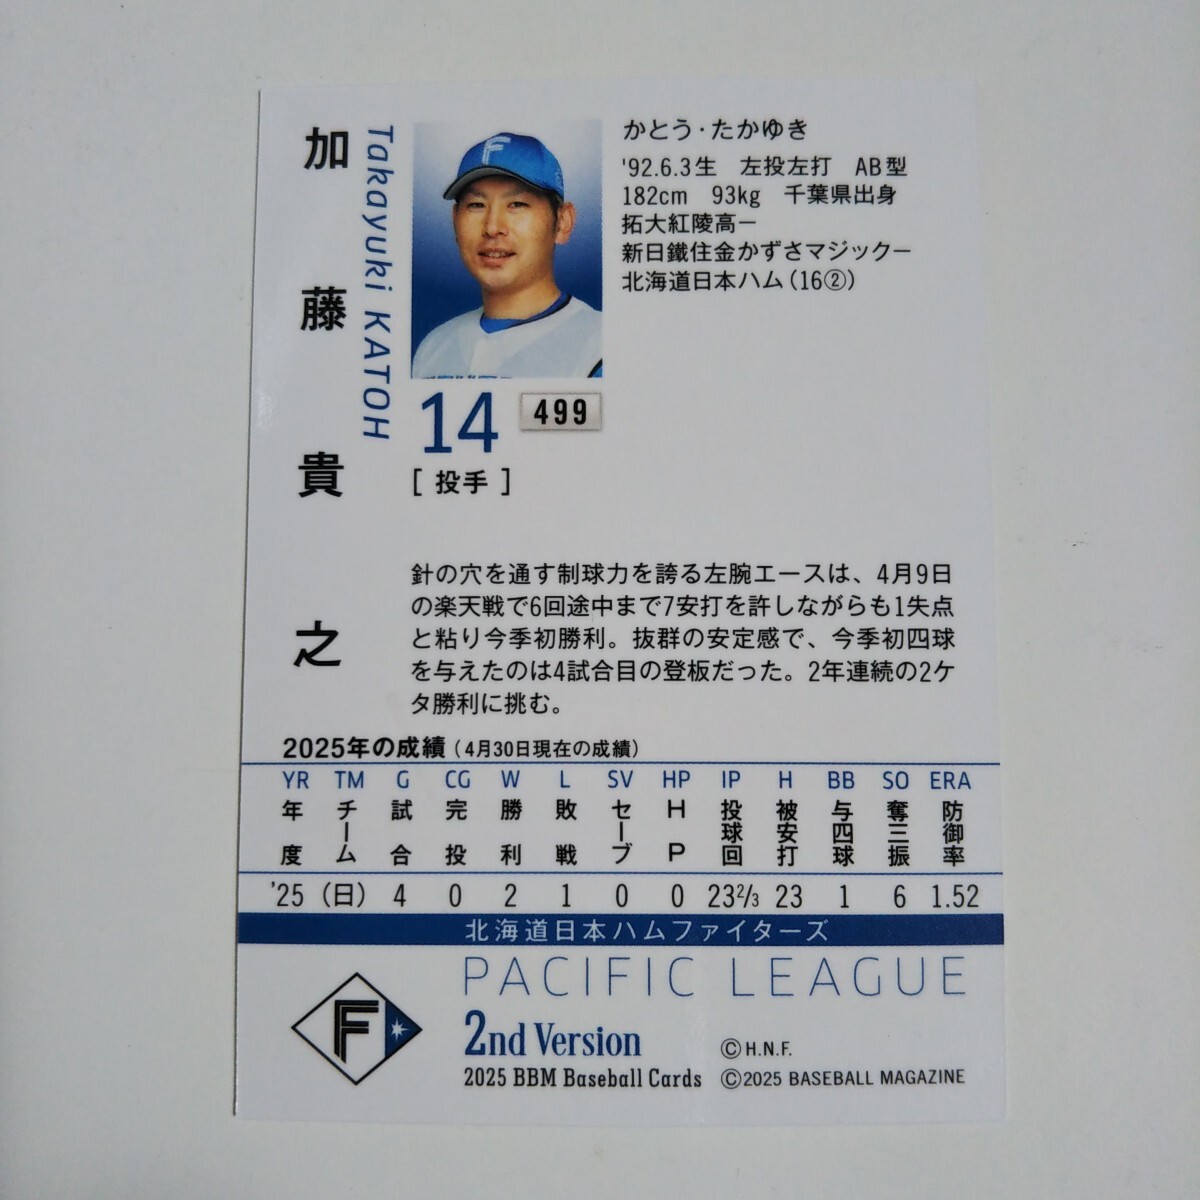 加藤貴之
Takayuki KATOH
かとう・たかゆき
'92.6.3生 左投左打 AB型
182cm 93kg 千葉県出身
拓大紅陵高ー
新日鐵住金かずさマジックー
北海道日本ハム(16②)
14
499
[投手]
針の穴を通す制球力を誇る左腕エースは、4月9日
の楽天戦で6回途中まで7安打を許しながらも1失点
と粘り今季初勝利。抜群の安定感で、今季初四球
を与えたのは4試合目の登板だった。2年連続の2ケ
タ勝利に挑む。
2025年の成績(4月30日現在の成績)
YR TM G CG W L SV HP IP H BB SO ERA
年度 チーム 試合 完投 勝利 敗戦 セーブ HP 投球回 被安打 与四球 奪三振 防御率
'25 (日) 4 0 2 1 0 0 23 2/3 23 1 6 1.52
北海道日本ハムファイターズ
PACIFIC LEAGUE
F
2nd Version
©H.N.F.
2025 BBM Baseball Cards ©2025 BASEBALL MAGAZINE